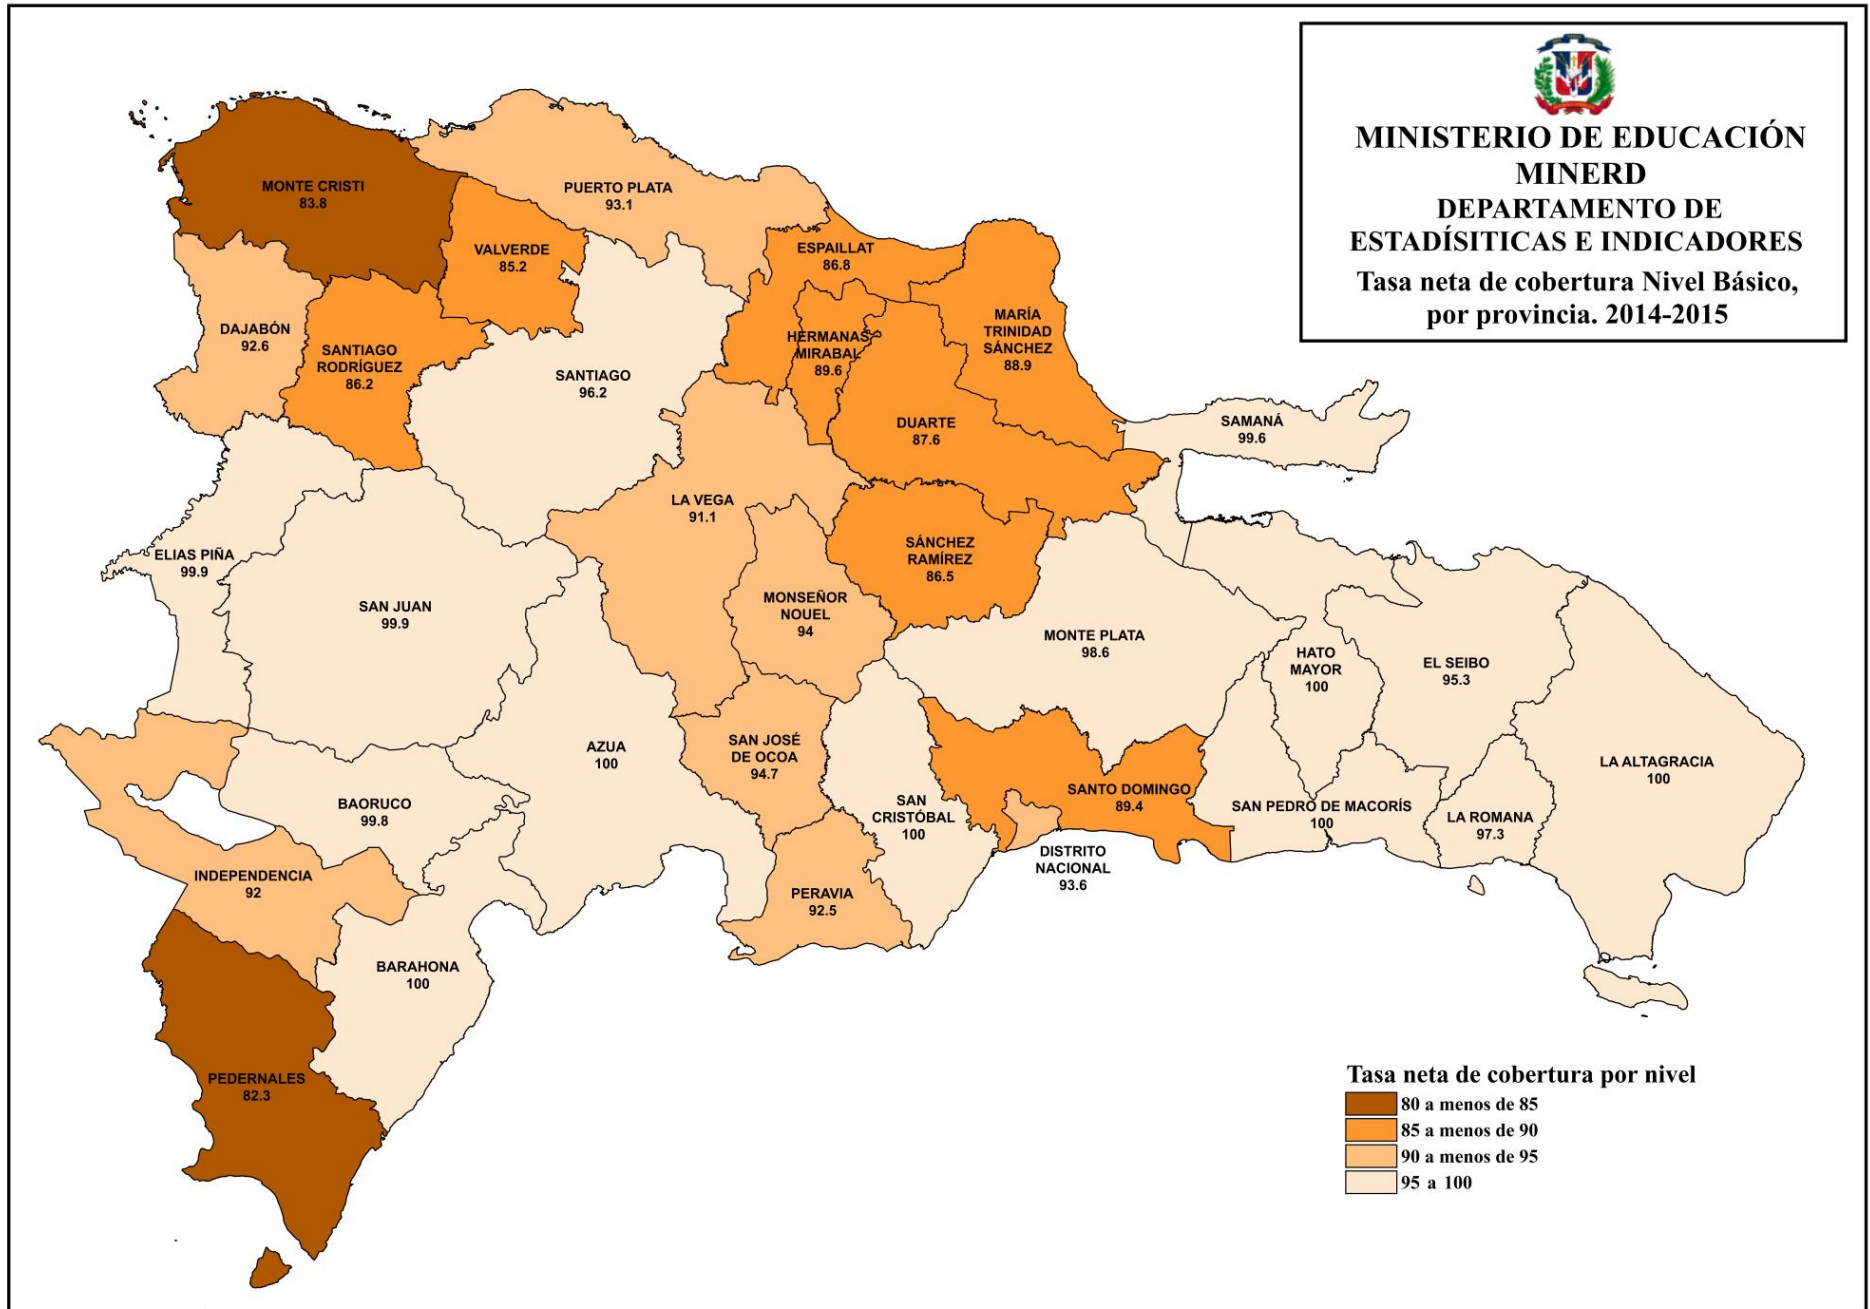 MINISTERIO DE EDUCACIÓN
MINERD
DEPARTAMENTO DE
ESTADÍSITICAS E INDICADORES
Tasa neta de cobertura Nivel Básico,
por provincia. 2014-2015
MONTE CRISTI
83.8
PUERTO PLATA
93.1
VALVERDE
85.2
ESPAILLAT
86.8
DAJABÓN
92.6
SANTIAGO
RODRÍGUEZ
86.2
SANTIAGO
96.2
HERMANAS
MIRABAL
89.6
MARÍA
TRINIDAD
SÁNCHEZ
88.9
DUARTE
87.6
SAMANÁ
99.6
LA VEGA
91.1
ELIAS PIÑA
99.9
SAN JUAN
99.9
SÁNCHEZ
RAMÍREZ
86.5
MONSEÑOR
NOUEL
94
MONTE PLATA
98.6
HATO
MAYOR
100
EL SEIBO
95.3
AZUA
100
SAN JOSÉ
DE OCOA
94.7
LA ALTAGRACIA
100
BAORUCO
99.8
SAN
CRISTÓBAL
100
SANTO DOMINGO
89.4
SAN PEDRO DE MACORÍS
100
LA ROMANA
97.3
DISTRITO
NACIONAL
93.6
INDEPENDENCIA
92
PERAVIA
92.5
BARAHONA
100
PEDERNALES
82.3
Tasa neta de cobertura por nivel
80 a menos de 85
85 a menos de 90
90 a menos de 95
95 a 100